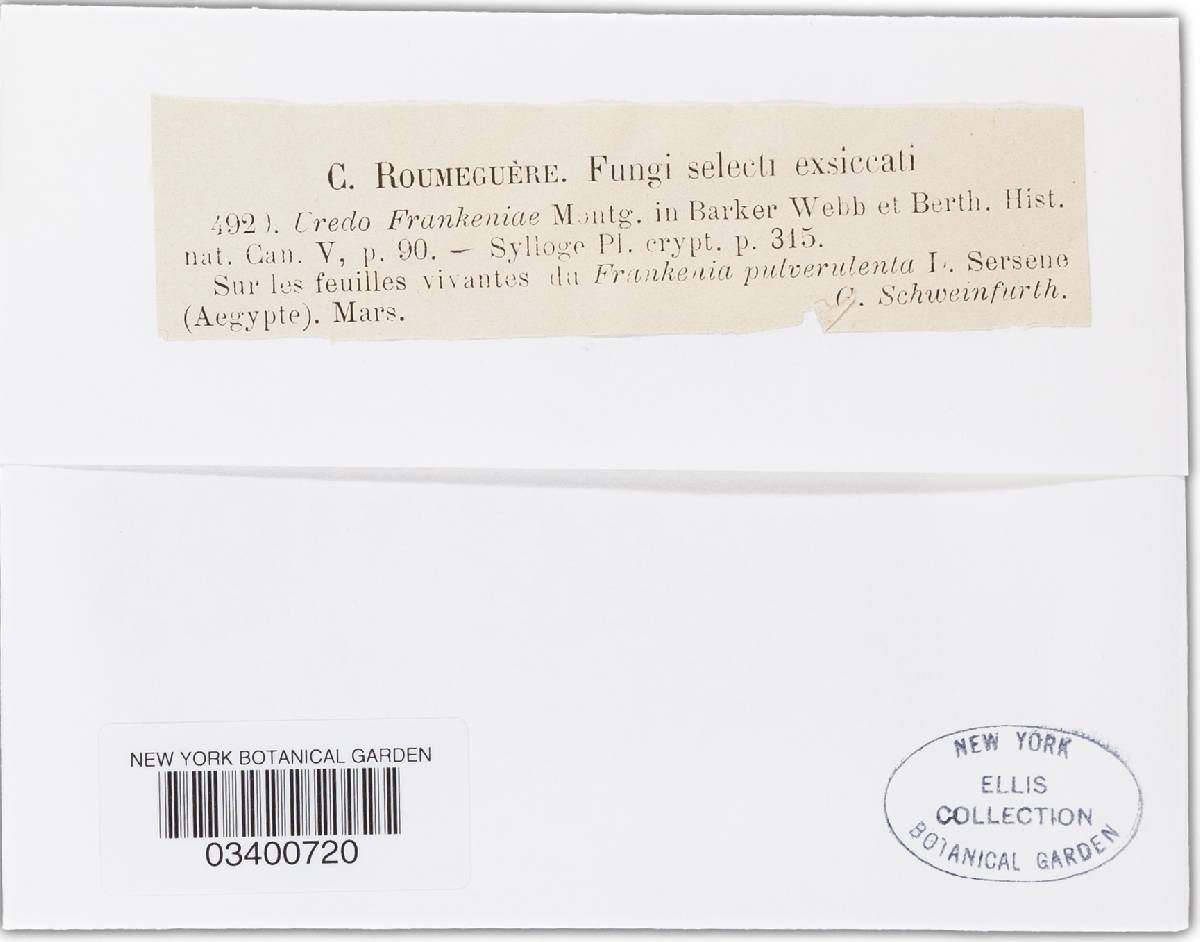 C. ROUMEGUÈRE. Fungi selecti exsiccati
Uredo Frankeniae Montg. in Barker Webb et Berth. Hist.
nat. Can. V, p. 90. — Sylloge Pl. crypt. p. 315.
Sur les feuilles vivantes du Frankenia pulverulenta L. Sersene
(Aegypte). Mars.
G. Schweinfurth.
NEW YORK BOTANICAL GARDEN
03400720
NEW YORK
ELLIS
COLLECTION
BOTANICAL GARDEN